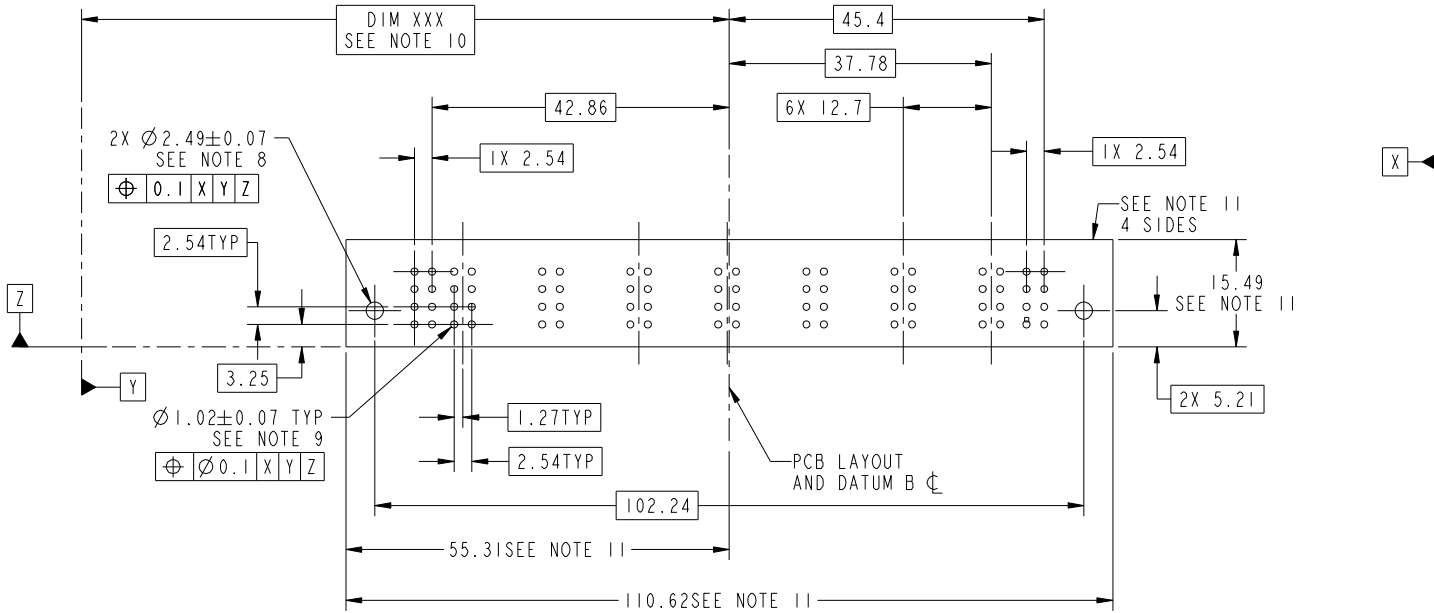 DIM XXX
SEE NOTE 10
45.4
37.78
42.86
6X 12.7
2X Ø2.49±0.07
SEE NOTE 8
⌖ 0.1 X Y Z
1X 2.54
1X 2.54
X
SEE NOTE 11
4 SIDES
2.54TYP
15.49
SEE NOTE 11
Z
3.25
Y
2X 5.21
Ø1.02±0.07 TYP
SEE NOTE 9
⌖ Ø0.1 X Y Z
1.27TYP
2.54TYP
PCB LAYOUT
AND DATUM B ℄
102.24
55.31SEE NOTE 11
110.62SEE NOTE 11